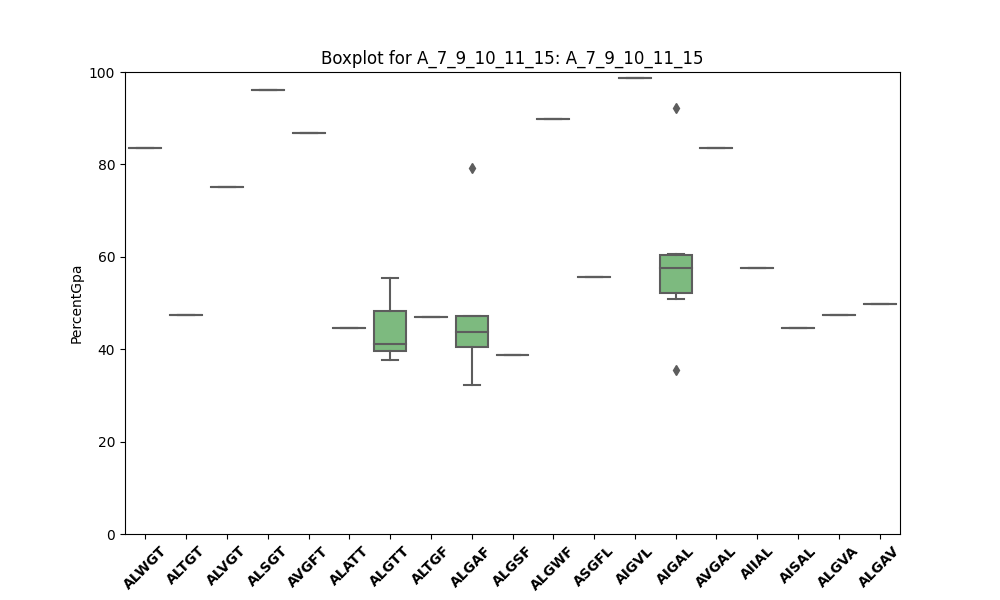 Boxplot for A_7_9_10_11_15: A_7_9_10_11_15
100
80
60
40
20
0
PercentGpa
ALWGT
ALTGT
ALVGT
ALSGT
AVGFT
ALATT
ALGTT
ALTGF
ALGAF
ALGSF
ALGWF
ASGFL
AIGVL
AIGAL
AVGAL
AIIAL
AISAL
ALGVA
ALGAV